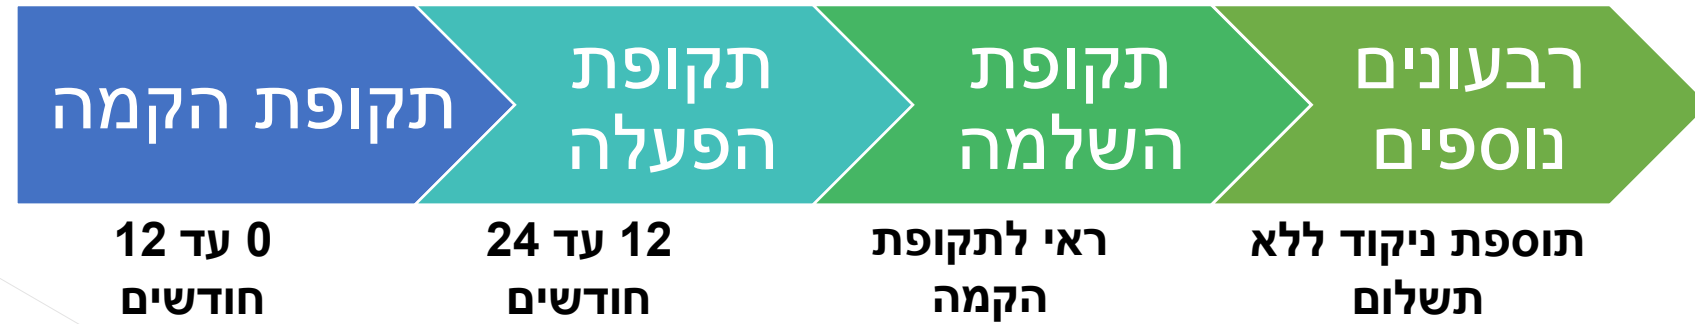 תקופת הקמה
תקופת
הפעלה
תקופת
השלמה
רבעונים
נוספים
0 עד 12
חודשים
12 עד 24
חודשים
ראי לתקופת
הקמה
תוספת ניקוד ללא
תשלום